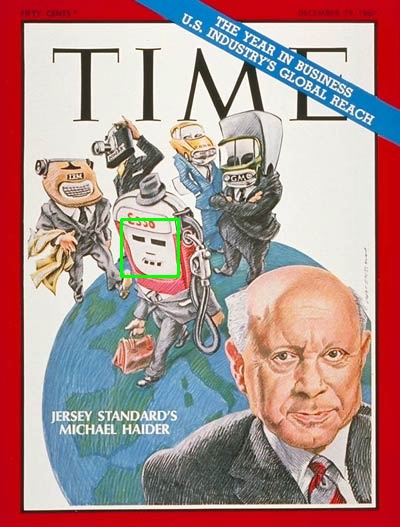 FIFTY CENTS
DECEMBER 29, 1967
THE YEAR IN BUSINESS
U.S. INDUSTRY'S GLOBAL REACH
TIME
IBM
GM
ESSO
JERSEY STANDARD'S
MICHAEL HAIDER